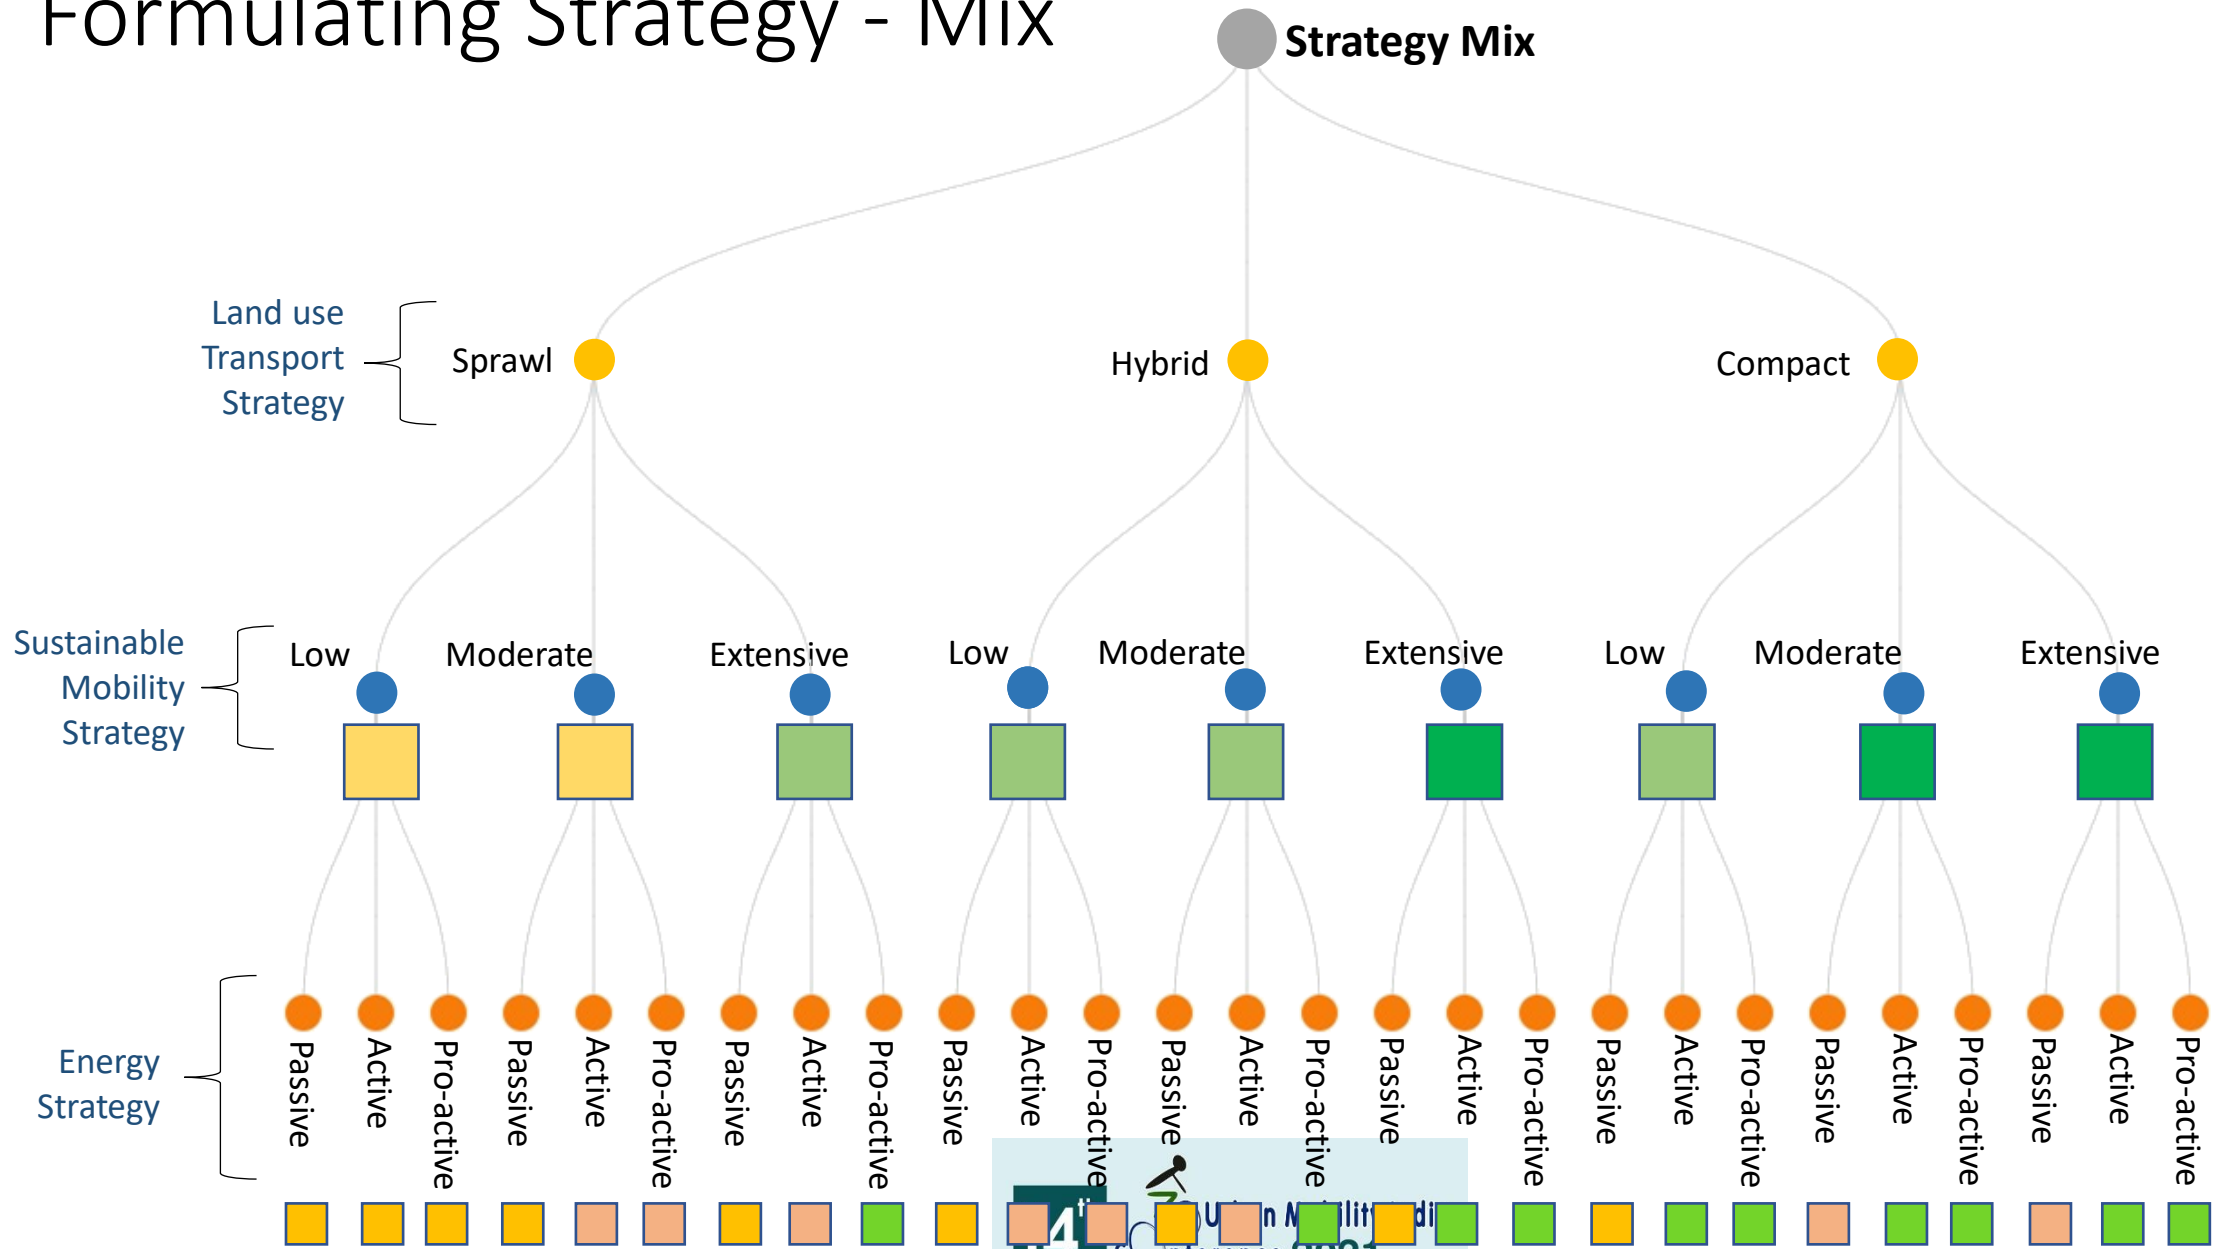 Formulating Strategy - Mix
Strategy Mix
Land use
Transport
Strategy
Sprawl
Hybrid
Compact
Sustainable
Mobility
Strategy
Low
Moderate
Extensive
Low
Moderate
Extensive
Low
Moderate
Extensive
Energy
Strategy
Passive
Active
Pro-active
Passive
Active
Pro-active
Passive
Active
Pro-active
Passive
Active
Pro-active
Passive
Active
Pro-active
Passive
Active
Pro-active
Passive
Active
Pro-active
Passive
Active
Pro-active
Passive
Active
Pro-active